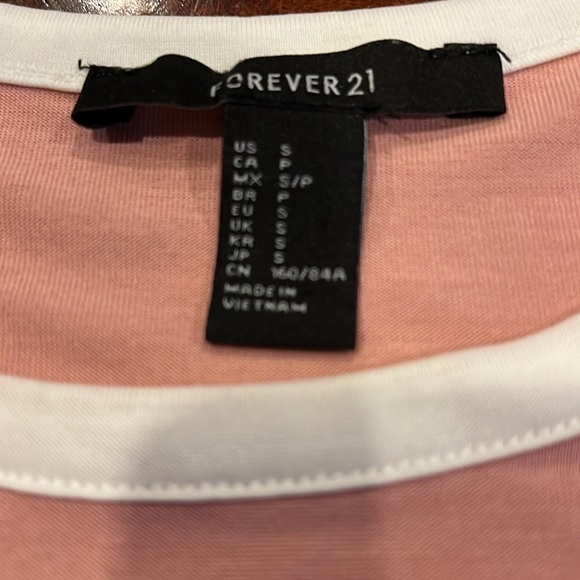 FOREVER 21
US S
CA P
MX S/P
BR P
EU S
UK S
KR S
JP S
CN 160/84A
MADE IN
VIETNAM